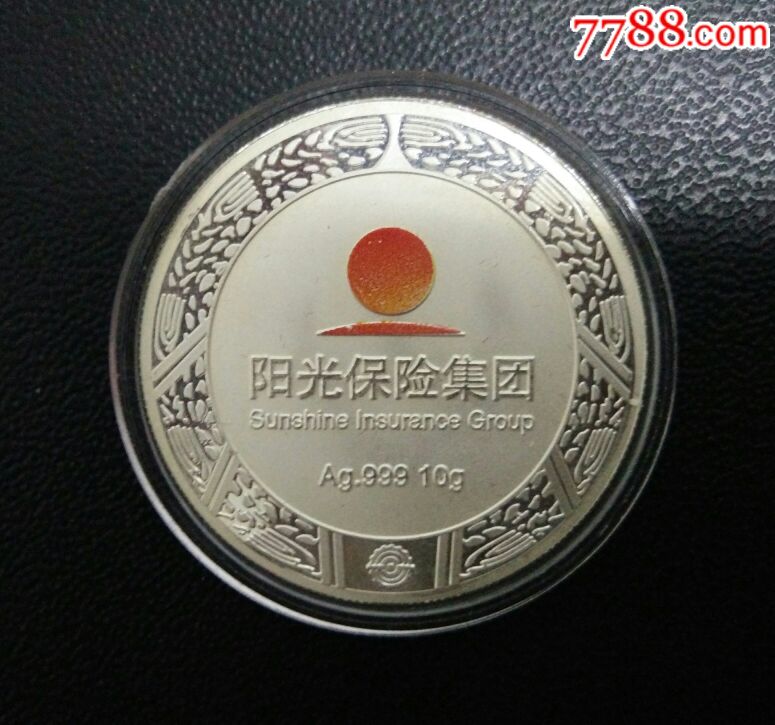 7788.com
阳光保险集团
Sunshine Insurance Group
Ag.999 10g